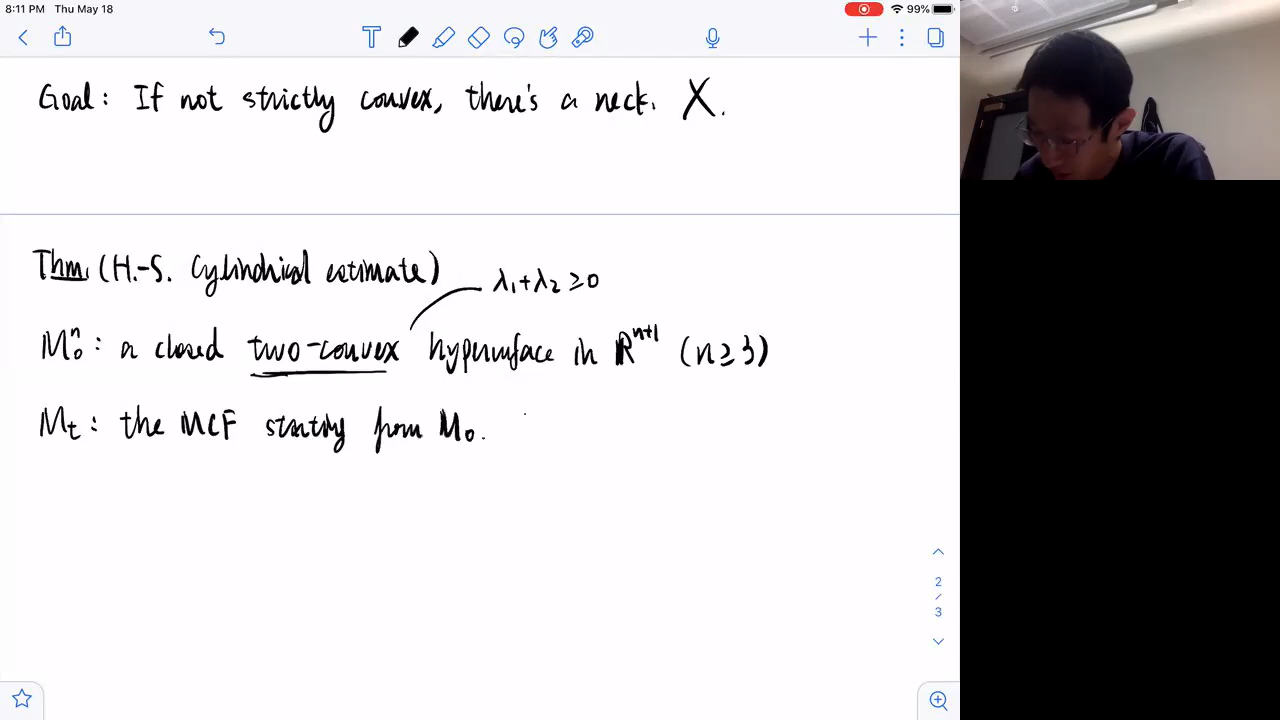 8:11 PM Thu May 18
99%
Goal: If not strictly convex, there's a neck. X.
Thm. (H.-S. Cylindrical estimate)
λ₁+λ₂ ≥ 0
M₀ⁿ: a closed two-convex hypersurface in ℝⁿ⁺¹ (n≥3)
Mₜ: the MCF starting from M₀.
2
/
3